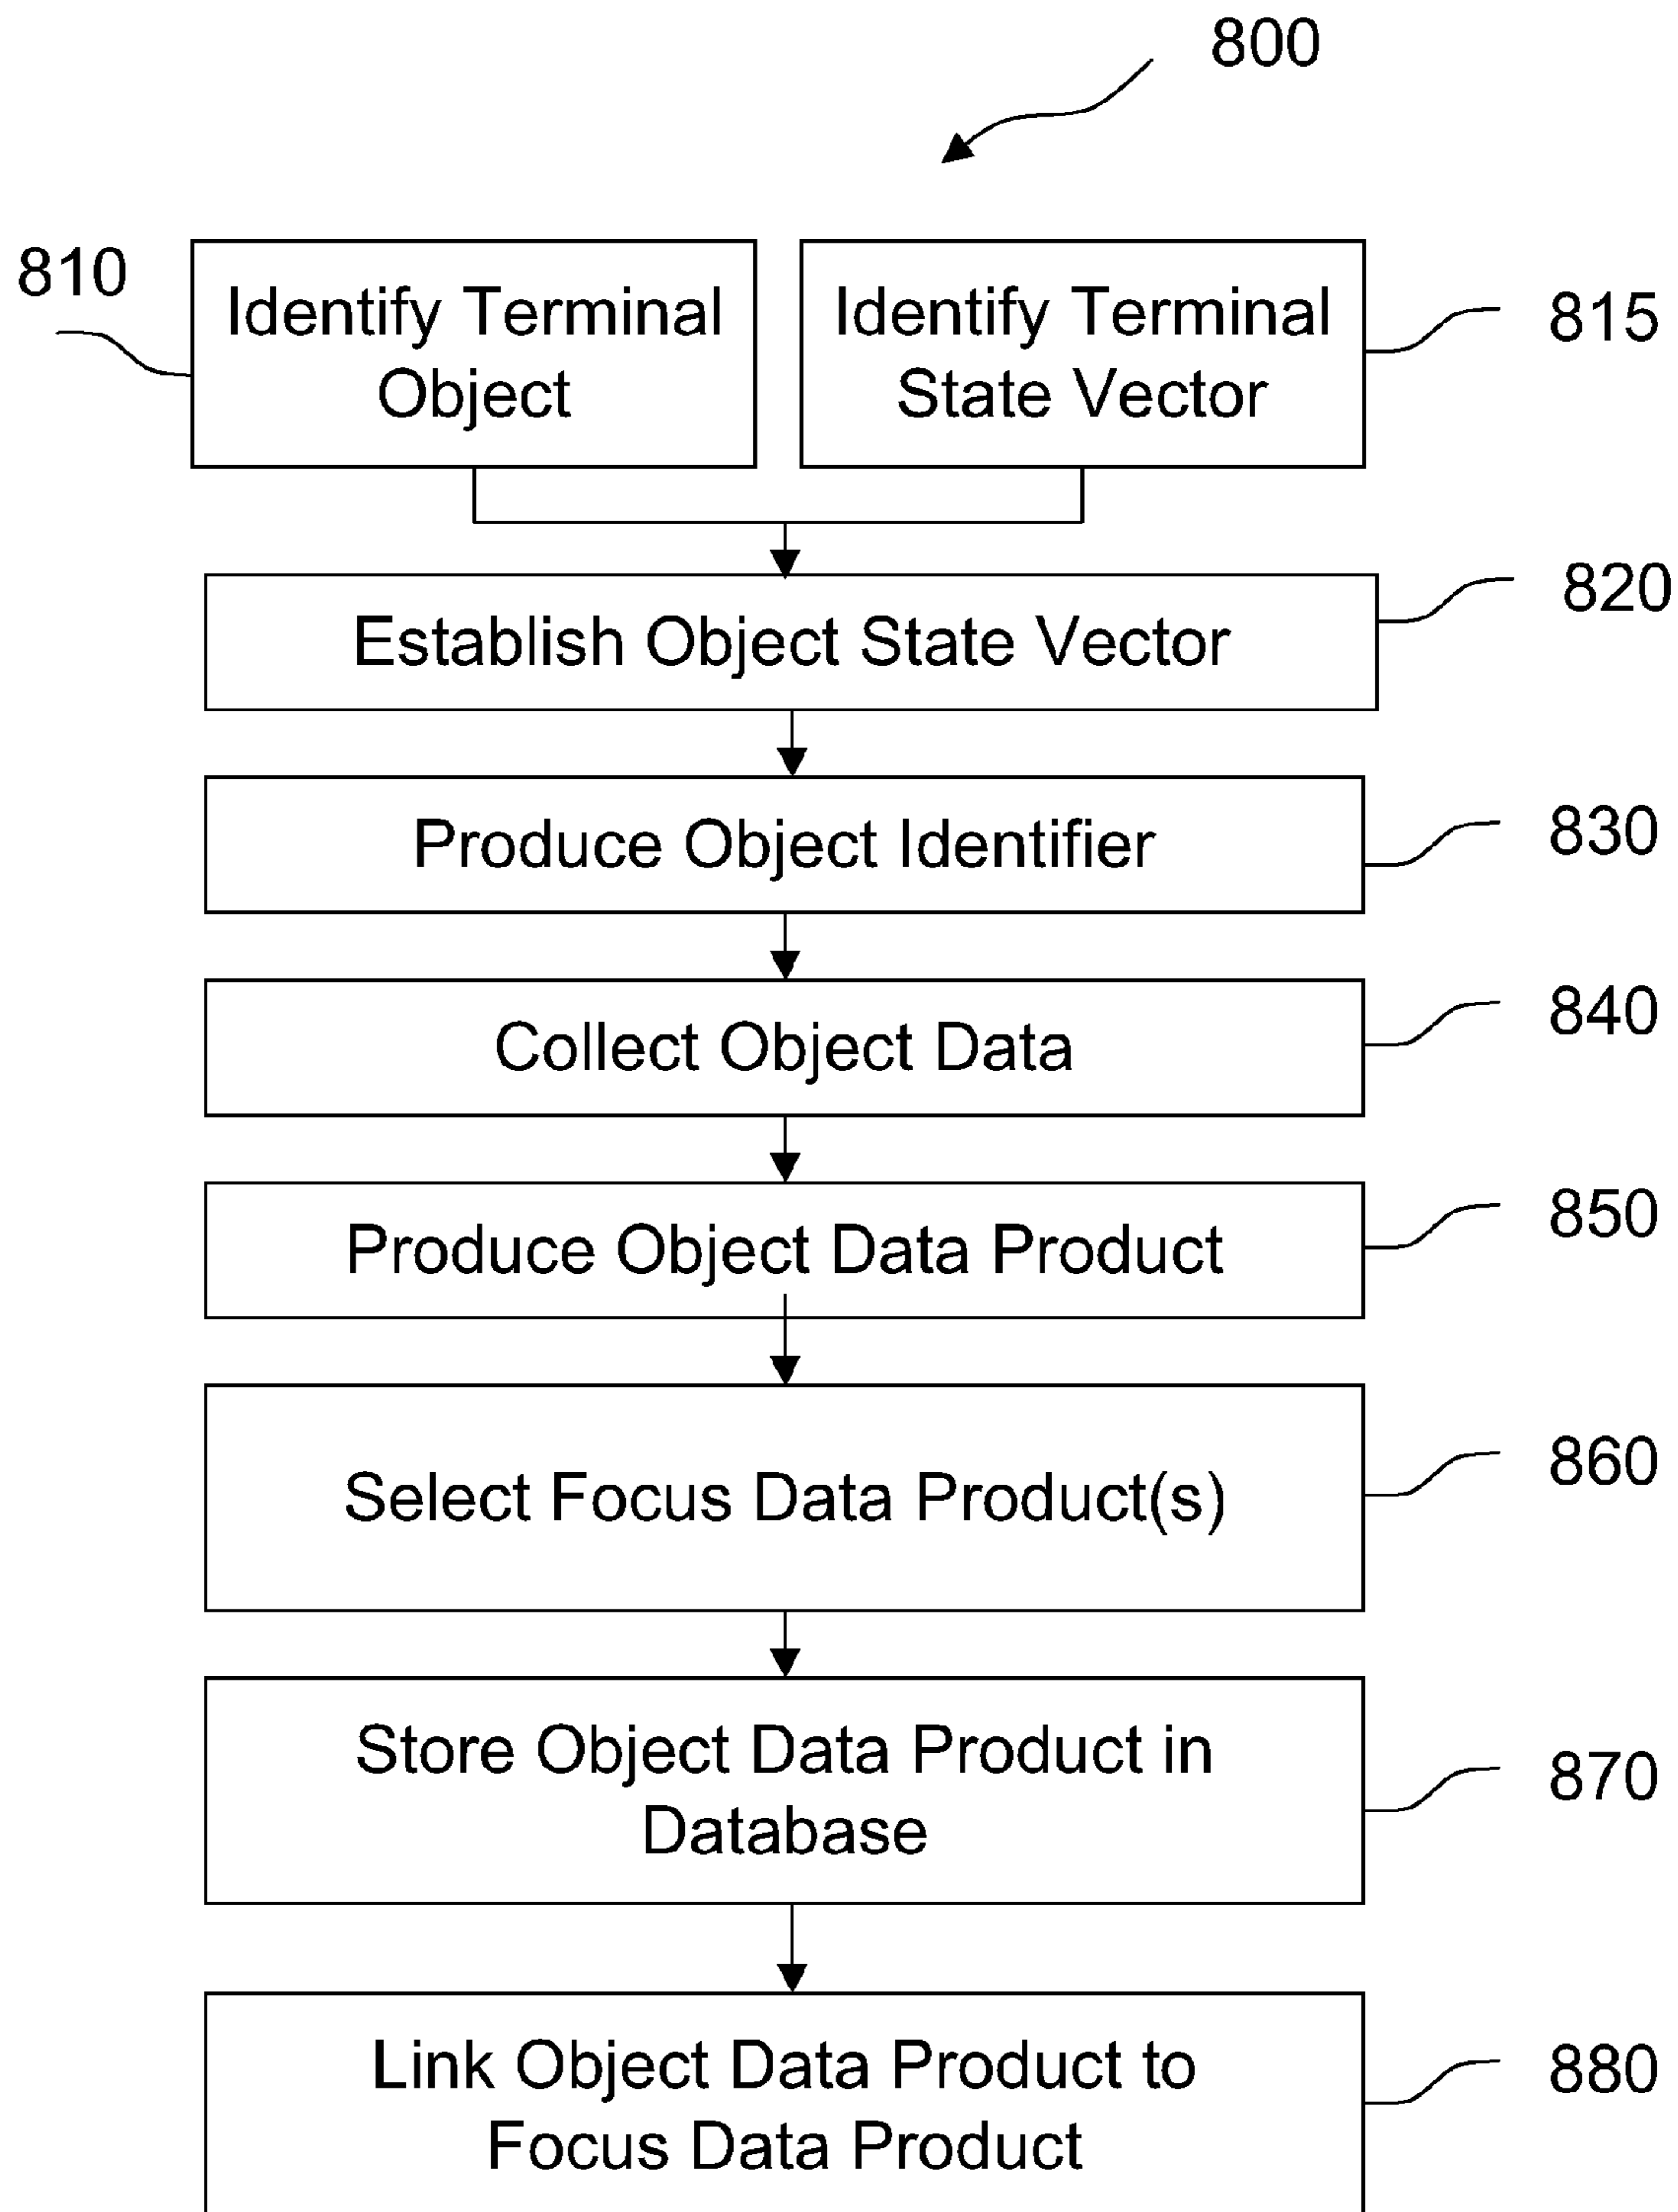 800
810
Identify Terminal
Object
Identify Terminal
State Vector
815
Establish Object State Vector
820
Produce Object Identifier
830
Collect Object Data
840
Produce Object Data Product
850
Select Focus Data Product(s)
860
Store Object Data Product in
Database
870
Link Object Data Product to
Focus Data Product
880